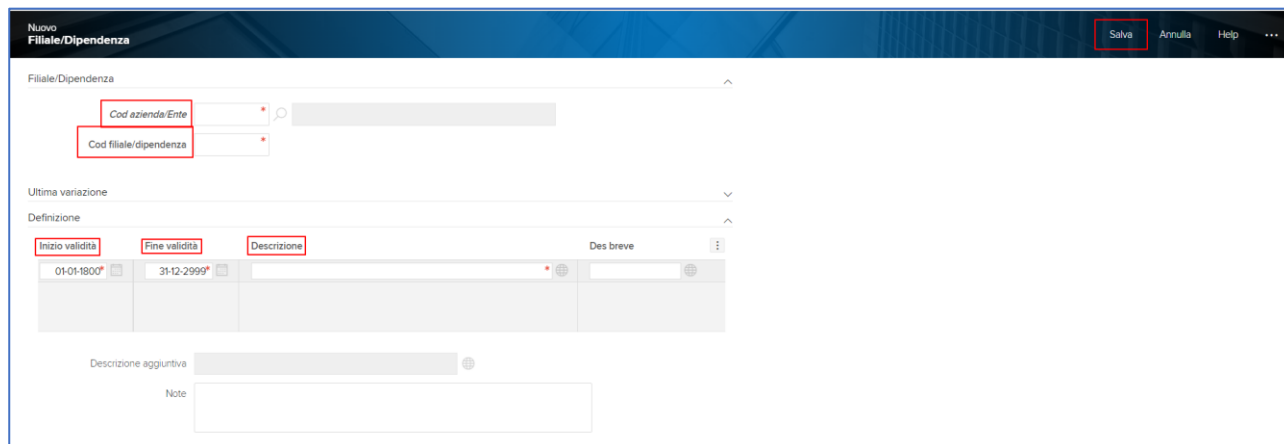 Nuovo
Filiale/Dipendenza
Salva Annulla Help ...
Filiale/Dipendenza
Cod azienda/Ente *
Cod filiale/dipendenza *
Ultima variazione
Definizione
Inizio validità Fine validità Descrizione Des breve
01-01-1800* 31-12-2999* *
Descrizione aggiuntiva
Note